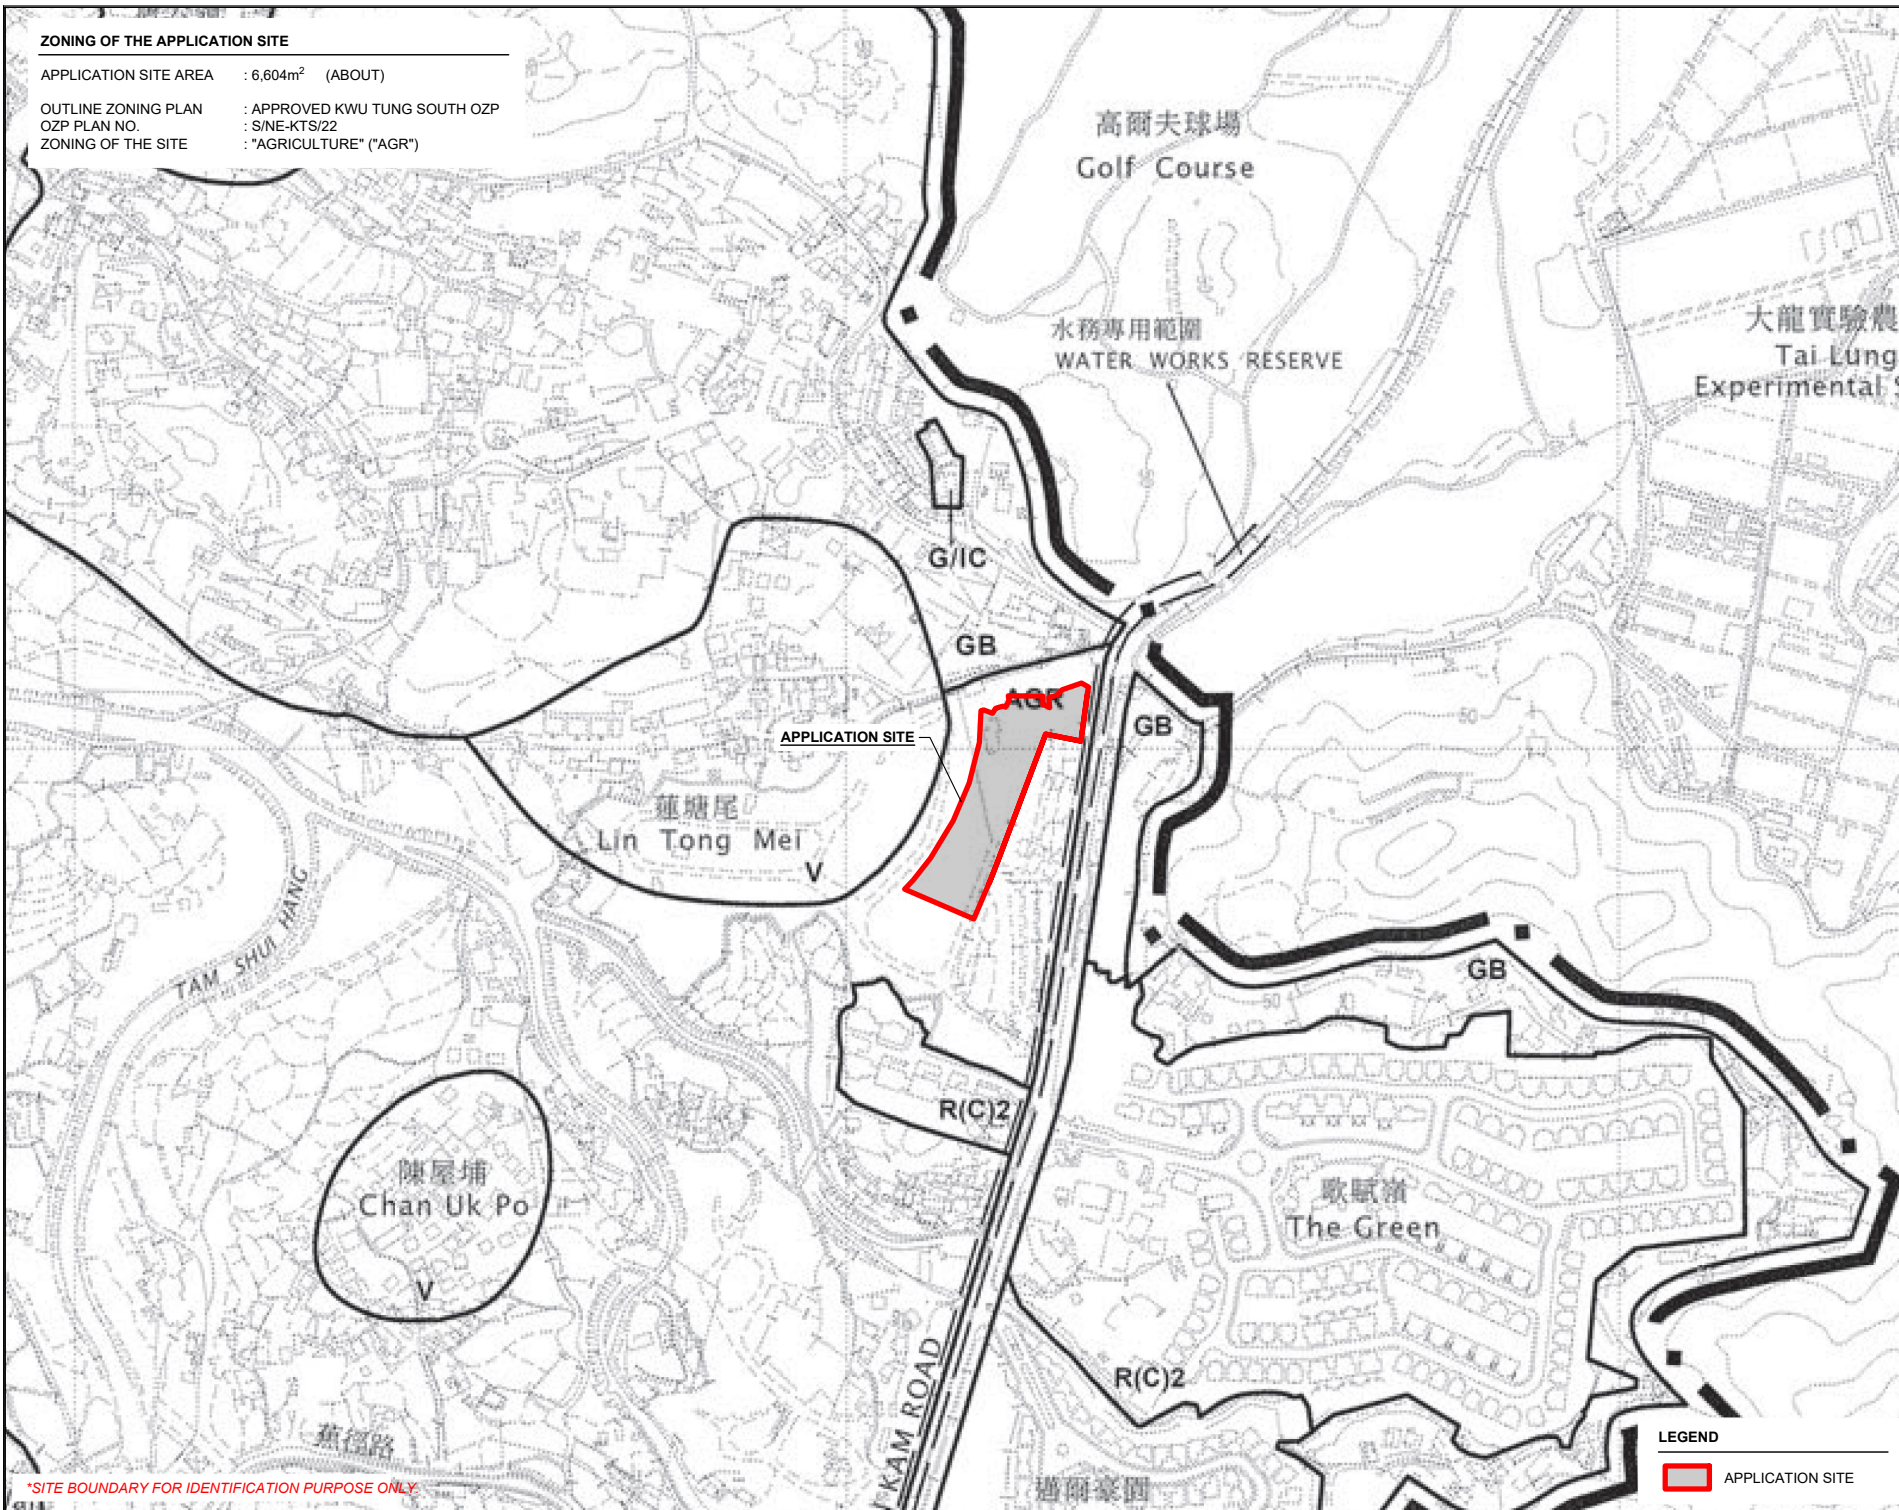 ZONING OF THE APPLICATION SITE
APPLICATION SITE AREA : 6,604m² (ABOUT)
OUTLINE ZONING PLAN : APPROVED KWU TUNG SOUTH OZP
OZP PLAN NO. : S/NE-KTS/22
ZONING OF THE SITE : "AGRICULTURE" ("AGR")
高爾夫球場
Golf Course
水務專用範圍
WATER WORKS RESERVE
大龍實驗農
Tai Lung
Experimental S
G/IC
GB
AGR
GB
APPLICATION SITE
蓮塘尾
Lin Tong Mei
V
TAM SHUI HANG
GB
50
50
R(C)2
陳屋埔
Chan Uk Po
V
歌賦嶺
The Green
R(C)2
KAM ROAD
蕉徑路
LEGEND
APPLICATION SITE
*SITE BOUNDARY FOR IDENTIFICATION PURPOSE ONLY